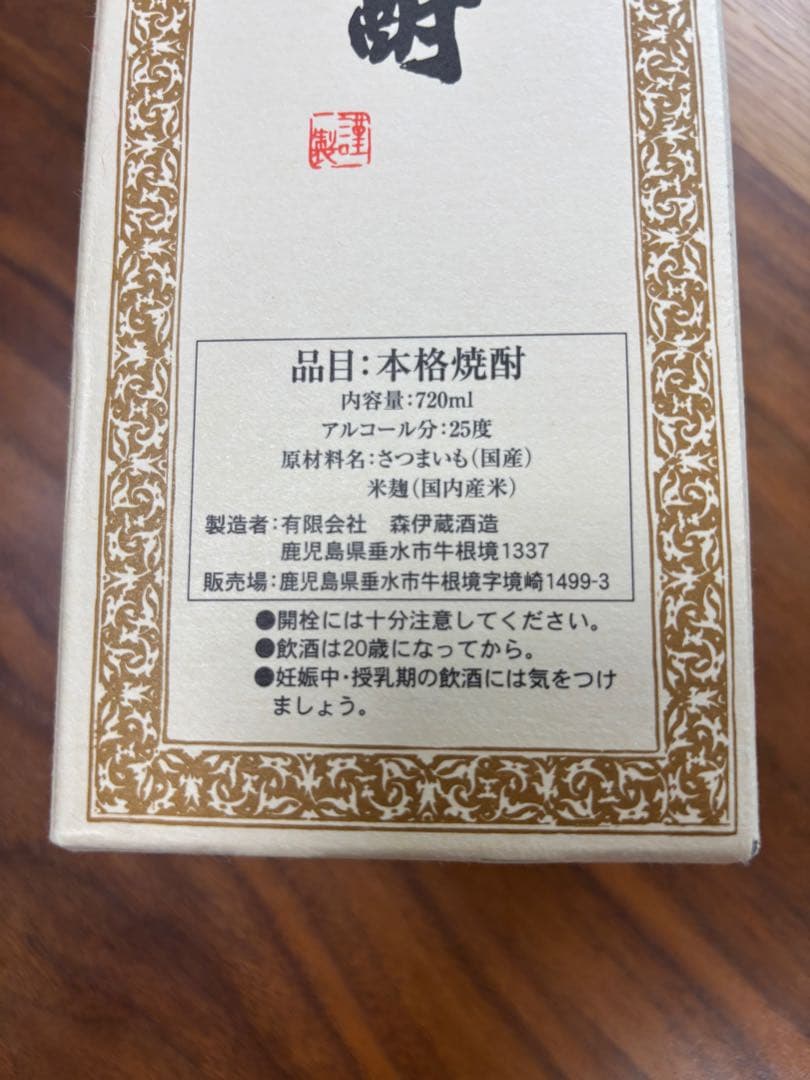 酎
謹製
品目：本格焼酎
内容量：720ml
アルコール分：25度
原材料名：さつまいも（国産）
米麹（国内産米）
製造者：有限会社　森伊蔵酒造
鹿児島県垂水市牛根境1337
販売場：鹿児島県垂水市牛根境字境崎1499-3
●開栓には十分注意してください。
●飲酒は20歳になってから。
●妊娠中・授乳期の飲酒には気をつけ
ましょう。